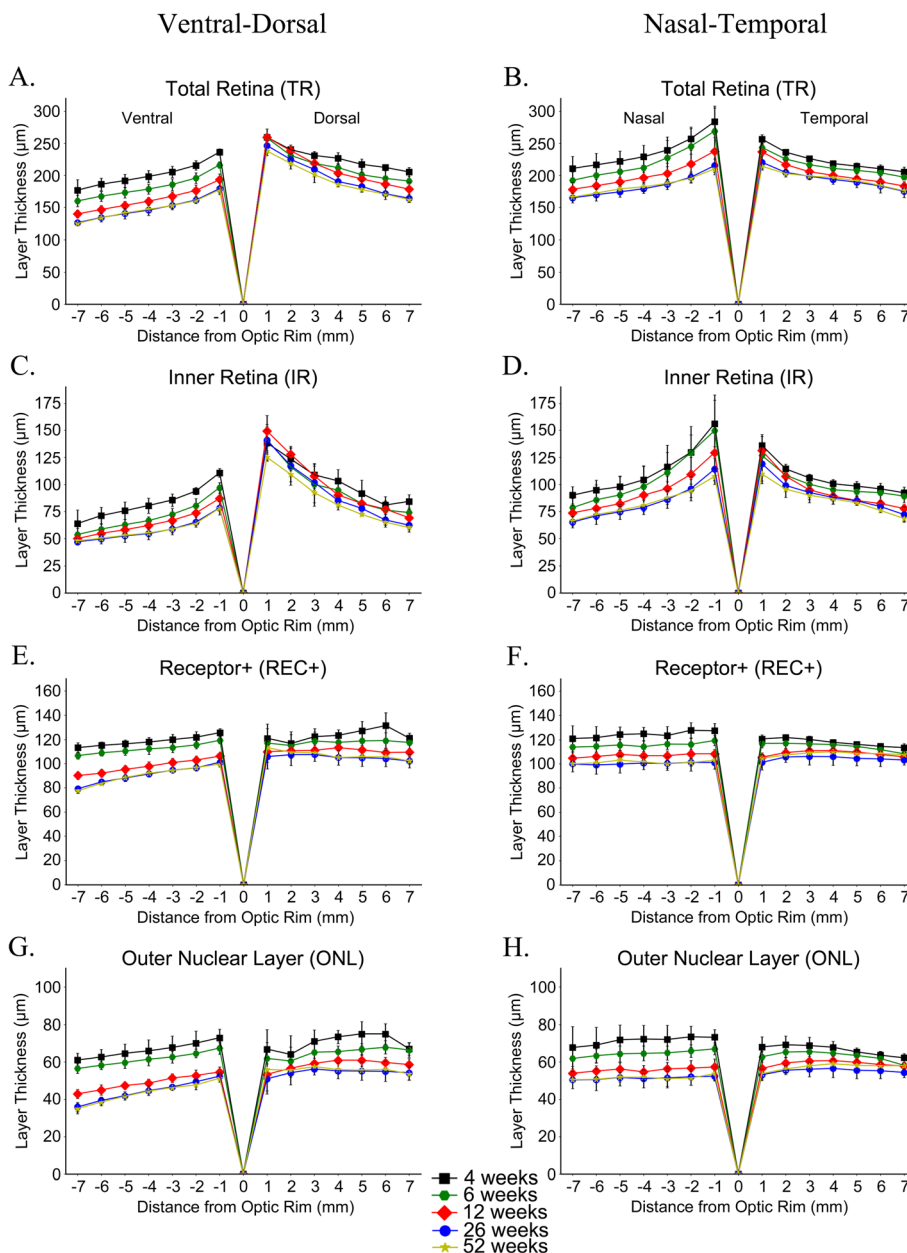 Ventral-Dorsal
Nasal-Temporal
A.
Total Retina (TR)
Ventral
Dorsal
Layer Thickness (µm)
300
250
200
150
100
50
0
-7 -6 -5 -4 -3 -2 -1 0 1 2 3 4 5 6 7
Distance from Optic Rim (mm)
B.
Total Retina (TR)
Nasal
Temporal
Layer Thickness (µm)
300
250
200
150
100
50
0
-7 -6 -5 -4 -3 -2 -1 0 1 2 3 4 5 6 7
Distance from Optic Rim (mm)
C.
Inner Retina (IR)
Layer Thickness (µm)
175
150
125
100
75
50
25
0
-7 -6 -5 -4 -3 -2 -1 0 1 2 3 4 5 6 7
Distance from Optic Rim (mm)
D.
Inner Retina (IR)
Layer Thickness (µm)
175
150
125
100
75
50
25
0
-7 -6 -5 -4 -3 -2 -1 0 1 2 3 4 5 6 7
Distance from Optic Rim (mm)
E.
Receptor+ (REC+)
Layer Thickness (µm)
160
140
120
100
80
60
40
20
0
-7 -6 -5 -4 -3 -2 -1 0 1 2 3 4 5 6 7
Distance from Optic Rim (mm)
F.
Receptor+ (REC+)
Layer Thickness (µm)
160
140
120
100
80
60
40
20
0
-7 -6 -5 -4 -3 -2 -1 0 1 2 3 4 5 6 7
Distance from Optic Rim (mm)
G.
Outer Nuclear Layer (ONL)
Layer Thickness (µm)
100
80
60
40
20
0
-7 -6 -5 -4 -3 -2 -1 0 1 2 3 4 5 6 7
Distance from Optic Rim (mm)
H.
Outer Nuclear Layer (ONL)
Layer Thickness (µm)
100
80
60
40
20
0
-7 -6 -5 -4 -3 -2 -1 0 1 2 3 4 5 6 7
Distance from Optic Rim (mm)
4 weeks
6 weeks
12 weeks
26 weeks
52 weeks